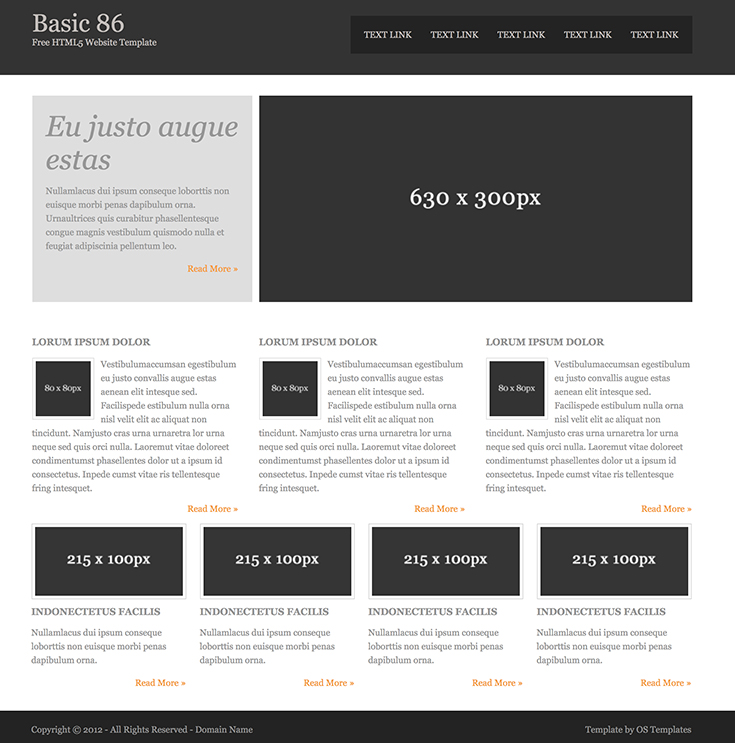 Basic 86
Free HTML5 Website Template
TEXT LINK TEXT LINK TEXT LINK TEXT LINK TEXT LINK
Eu justo augue
estas
Nullamlacus dui ipsum conseque loborttis non
euisque morbi penas dapibulum orna.
Urnaultrices quis curabitur phasellentesque
congue magnis vestibulum quismodo nulla et
feugiat adipiscinia pellentum leo.
Read More »
630 x 300px
LORUM IPSUM DOLOR
80 x 80px
Vestibulumaccumsan egestibulum
eu justo convallis augue estas
aenean elit intesque sed.
Facilispede estibulum nulla orna
nisl velit elit ac aliquat non
tincidunt. Namjusto cras urna urnaretra lor urna
neque sed quis orci nulla. Laoremut vitae doloreet
condimentumst phasellentes dolor ut a ipsum id
consectetus. Inpede cumst vitae ris tellentesque
fring intesquet.
Read More »
LORUM IPSUM DOLOR
80 x 80px
Vestibulumaccumsan egestibulum
eu justo convallis augue estas
aenean elit intesque sed.
Facilispede estibulum nulla orna
nisl velit elit ac aliquat non
tincidunt. Namjusto cras urna urnaretra lor urna
neque sed quis orci nulla. Laoremut vitae doloreet
condimentumst phasellentes dolor ut a ipsum id
consectetus. Inpede cumst vitae ris tellentesque
fring intesquet.
Read More »
LORUM IPSUM DOLOR
80 x 80px
Vestibulumaccumsan egestibulum
eu justo convallis augue estas
aenean elit intesque sed.
Facilispede estibulum nulla orna
nisl velit elit ac aliquat non
tincidunt. Namjusto cras urna urnaretra lor urna
neque sed quis orci nulla. Laoremut vitae doloreet
condimentumst phasellentes dolor ut a ipsum id
consectetus. Inpede cumst vitae ris tellentesque
fring intesquet.
Read More »
215 x 100px
INDONECTETUS FACILIS
Nullamlacus dui ipsum conseque
loborttis non euisque morbi penas
dapibulum orna.
Read More »
215 x 100px
INDONECTETUS FACILIS
Nullamlacus dui ipsum conseque
loborttis non euisque morbi penas
dapibulum orna.
Read More »
215 x 100px
INDONECTETUS FACILIS
Nullamlacus dui ipsum conseque
loborttis non euisque morbi penas
dapibulum orna.
Read More »
215 x 100px
INDONECTETUS FACILIS
Nullamlacus dui ipsum conseque
loborttis non euisque morbi penas
dapibulum orna.
Read More »
Copyright © 2012 - All Rights Reserved - Domain Name
Template by OS Templates